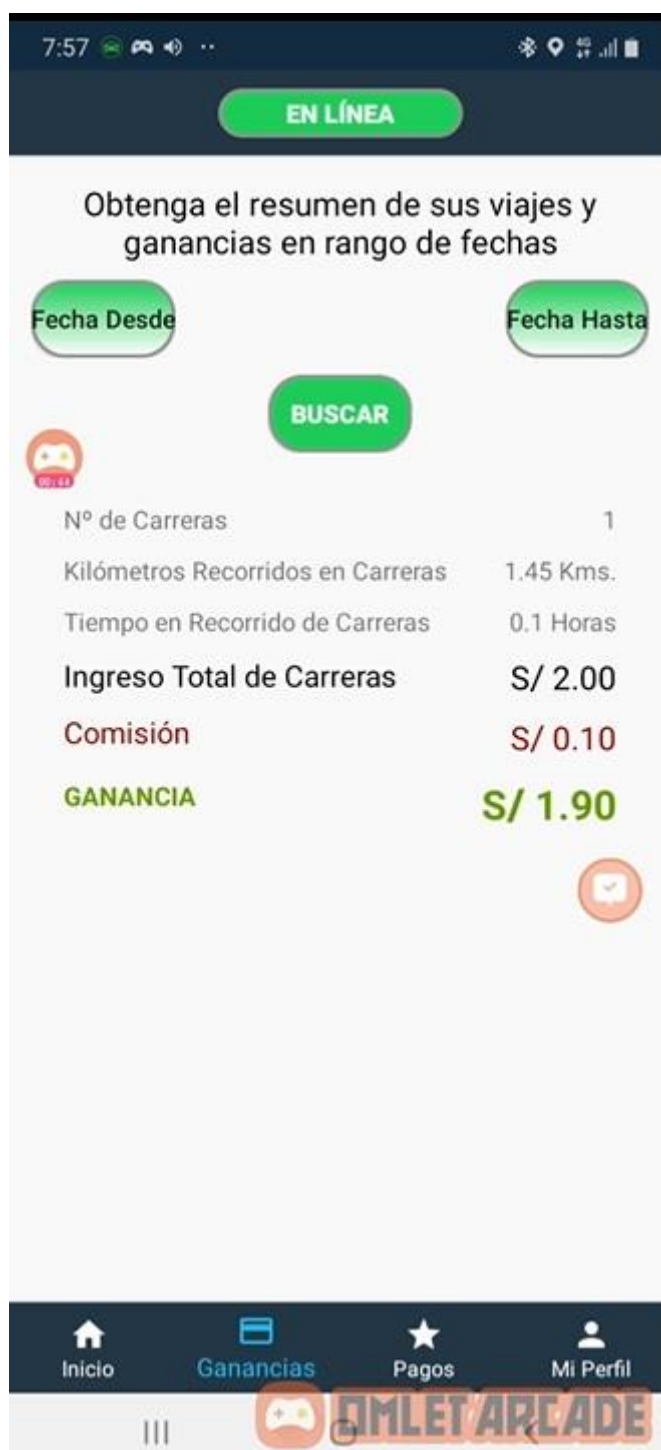 7:57
4G
EN LÍNEA
Obtenga el resumen de sus viajes y
ganancias en rango de fechas
Fecha Desde
Fecha Hasta
BUSCAR
Nº de Carreras 1
Kilómetros Recorridos en Carreras 1.45 Kms.
Tiempo en Recorrido de Carreras 0.1 Horas
Ingreso Total de Carreras S/ 2.00
Comisión S/ 0.10
GANANCIA S/ 1.90
Inicio Ganancias Pagos Mi Perfil
OMLET ARCADE